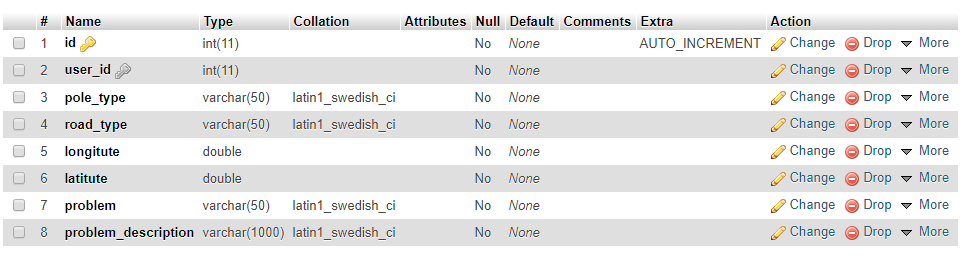 # Name Type Collation Attributes Null Default Comments Extra Action
1 id int(11) No None AUTO_INCREMENT Change Drop More
2 user_id int(11) No None Change Drop More
3 pole_type varchar(50) latin1_swedish_ci No None Change Drop More
4 road_type varchar(50) latin1_swedish_ci No None Change Drop More
5 longitute double No None Change Drop More
6 latitute double No None Change Drop More
7 problem varchar(50) latin1_swedish_ci No None Change Drop More
8 problem_description varchar(1000) latin1_swedish_ci No None Change Drop More